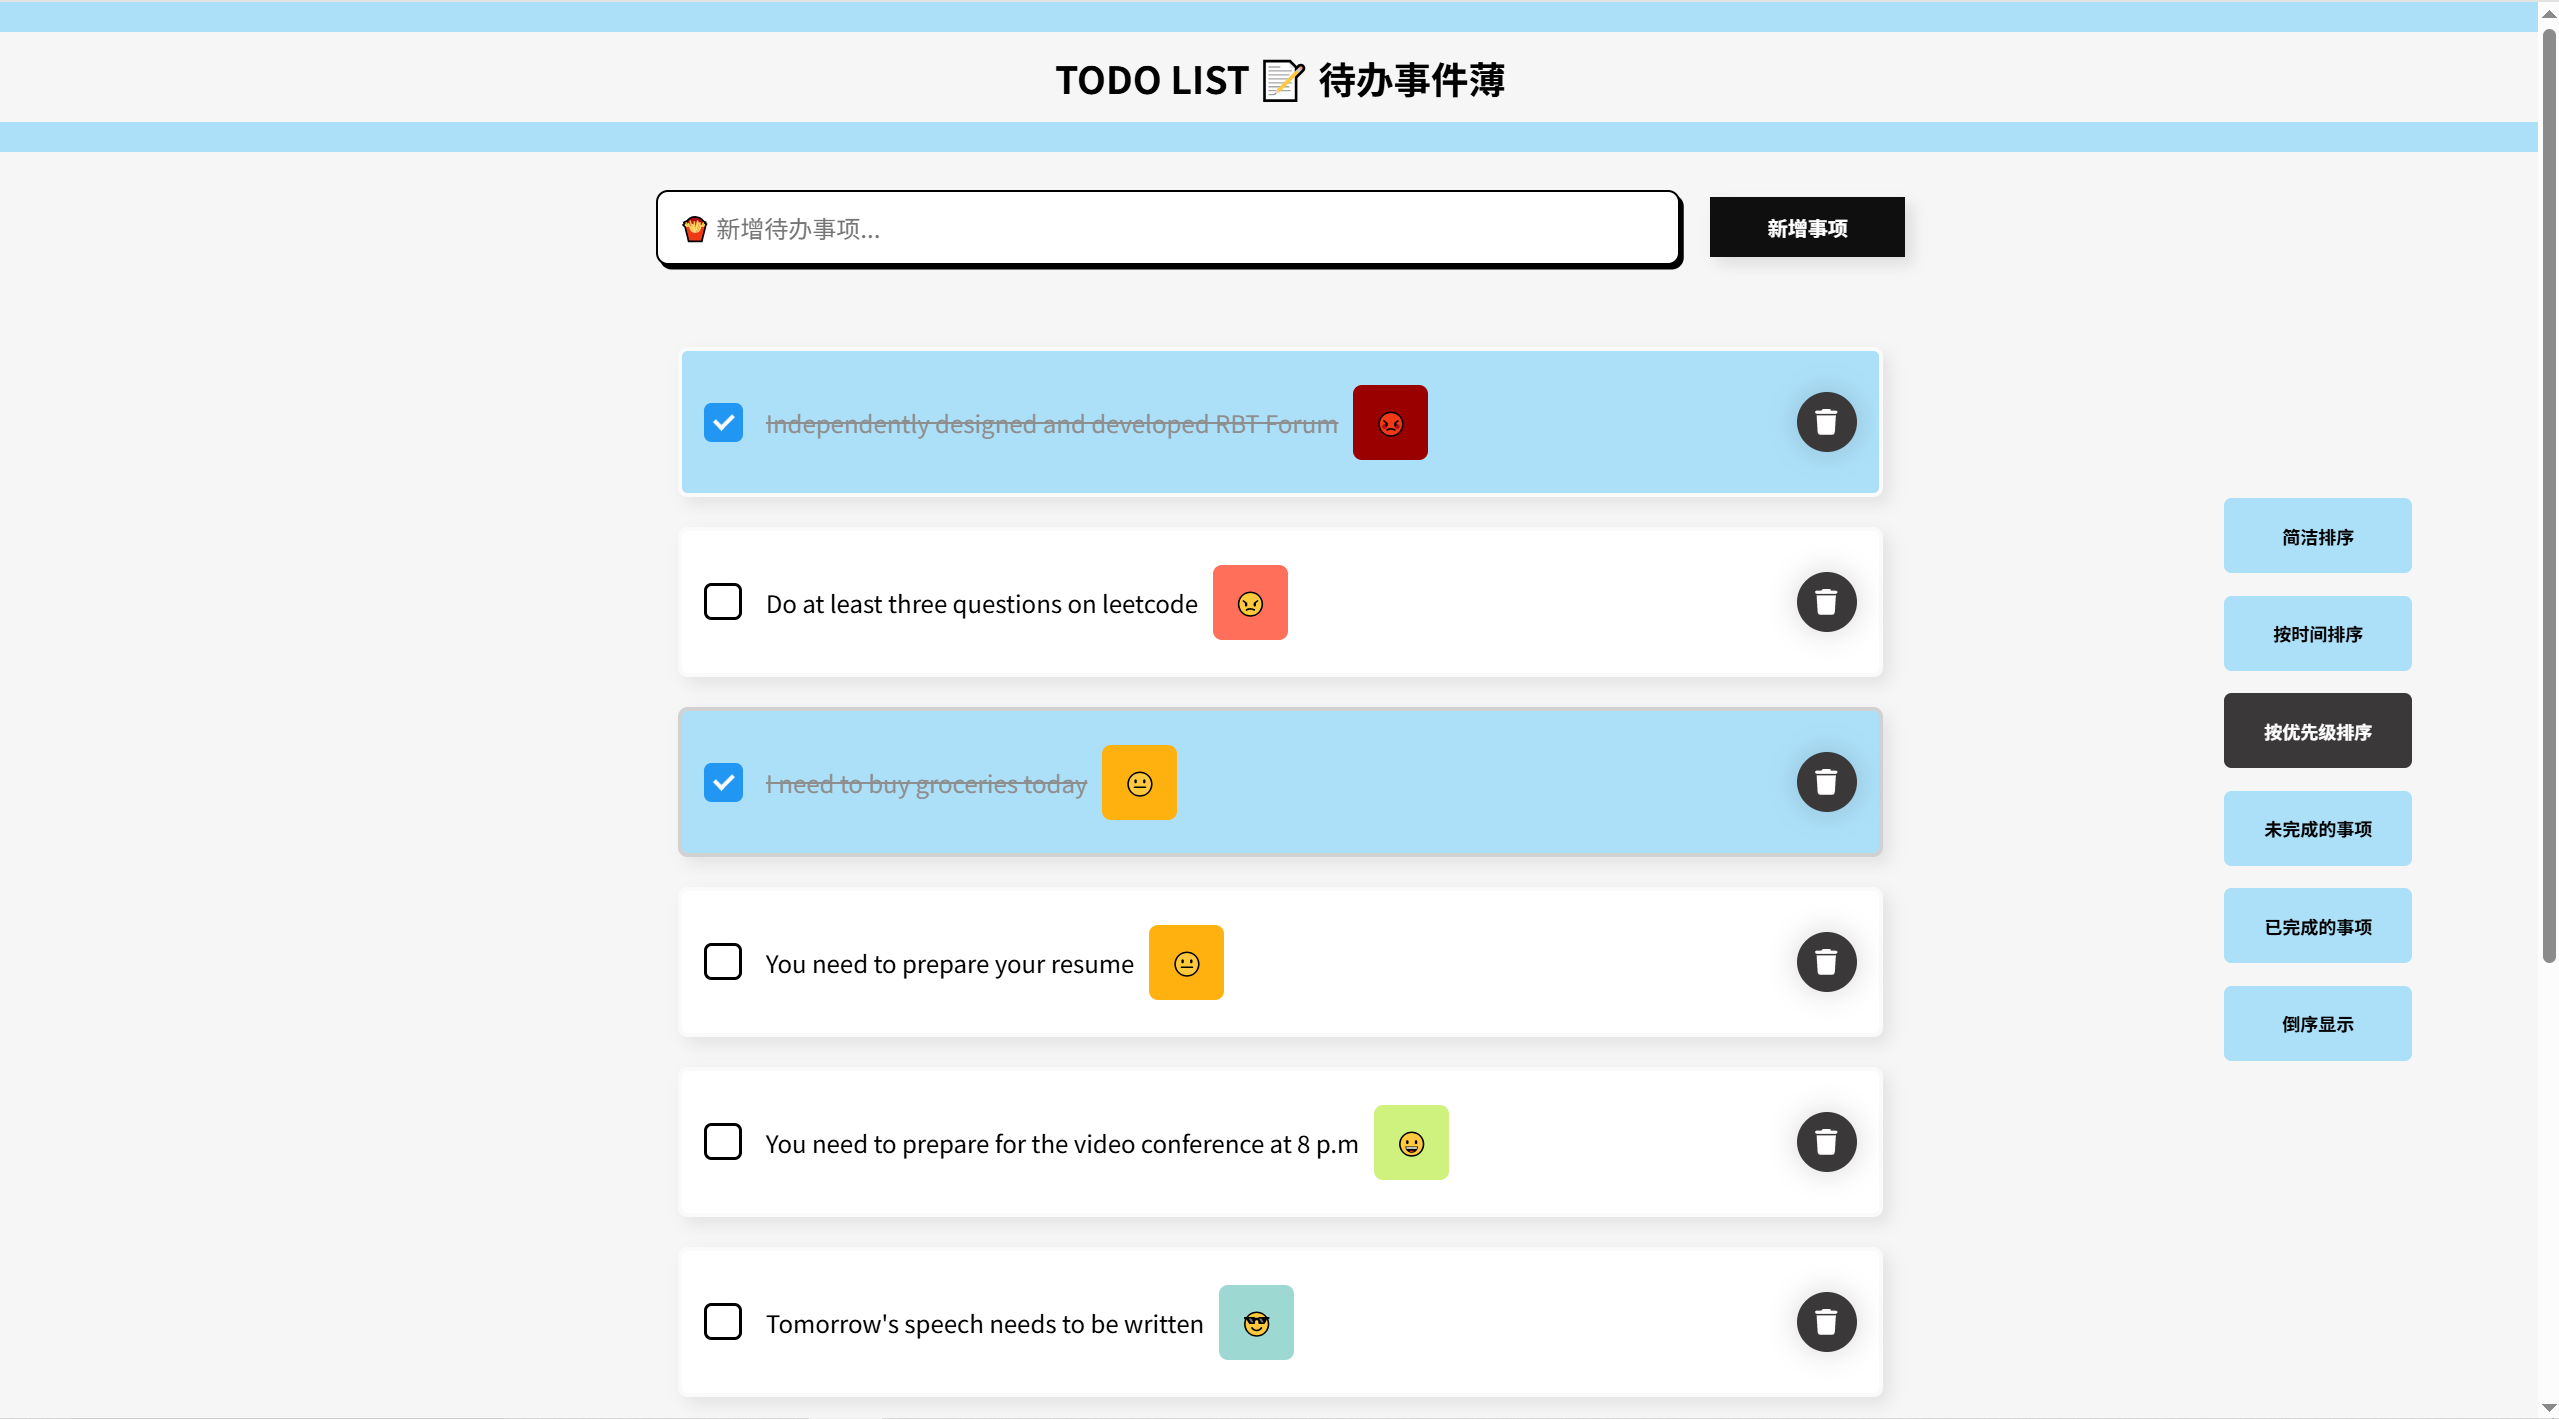 TODO LIST 📝 待办事件薄
🍟 新增待办事项...
新增事项
Independently designed and developed RBT Forum
Do at least three questions on leetcode
I need to buy groceries today
You need to prepare your resume
You need to prepare for the video conference at 8 p.m
Tomorrow's speech needs to be written
简洁排序
按时间排序
按优先级排序
未完成的事项
已完成的事项
倒序显示